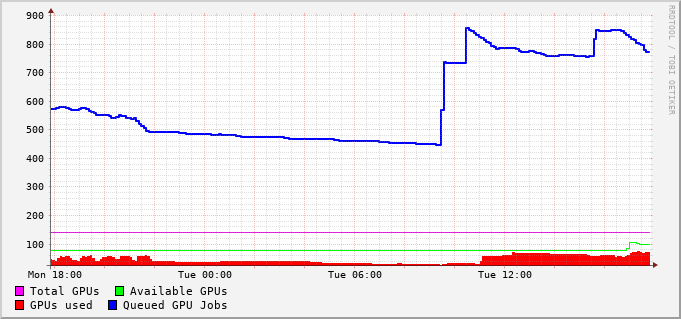 900
800
700
600
500
400
300
200
100
Mon 18:00 Tue 00:00 Tue 06:00 Tue 12:00
Total GPUs Available GPUs
GPUs used Queued GPU Jobs
RRDTOOL / TOBI OETIKER